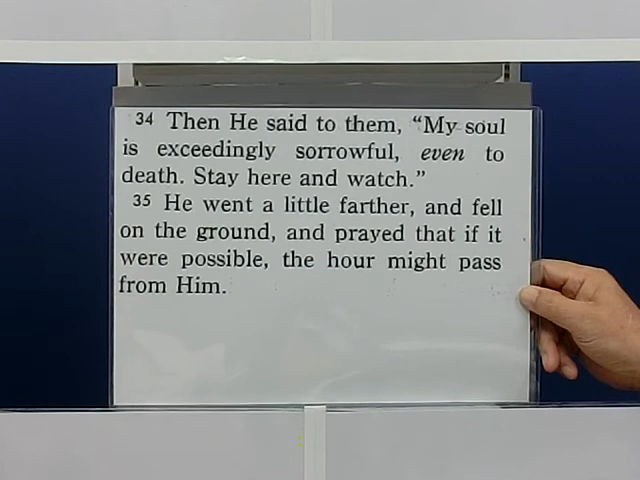 34 Then He said to them, “My soul
is exceedingly sorrowful, even to
death. Stay here and watch.”
35 He went a little farther, and fell
on the ground, and prayed that if it
were possible, the hour might pass
from Him.